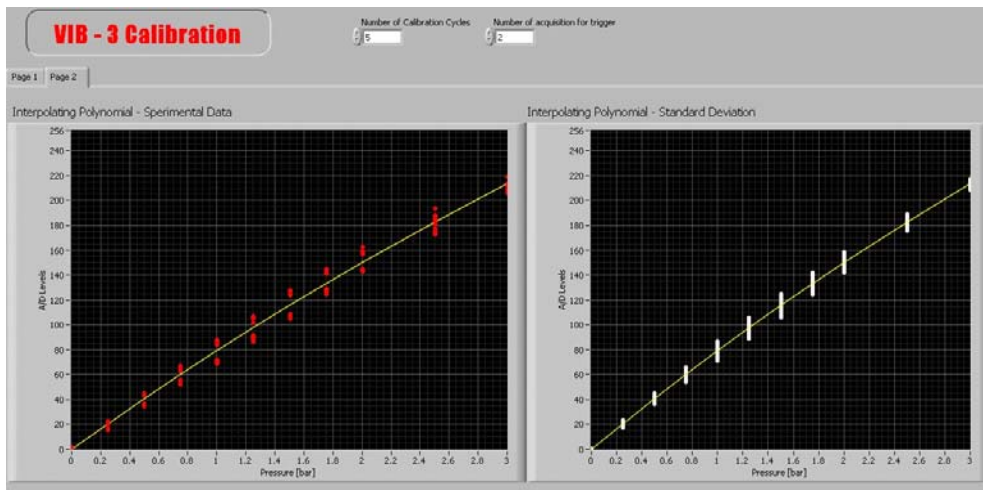 VIB - 3 Calibration
Number of Calibration Cycles
5
Number of acquisition for trigger
2
Page 1 Page 2
Interpolating Polynomial - Sperimental Data
256
240
220
200
180
160
140
120
100
80
60
40
20
0
A/D Levels
0 0.2 0.4 0.6 0.8 1 1.2 1.4 1.6 1.8 2.0 2.2 2.4 2.6 2.8 3
Pressure [bar]
Interpolating Polynomial - Standard Deviation
256
240
220
200
180
160
140
120
100
80
60
40
20
0
A/D Levels
0 0.2 0.4 0.6 0.8 1 1.2 1.4 1.6 1.8 2 2.2 2.4 2.6 2.8 3
Pressure [bar]